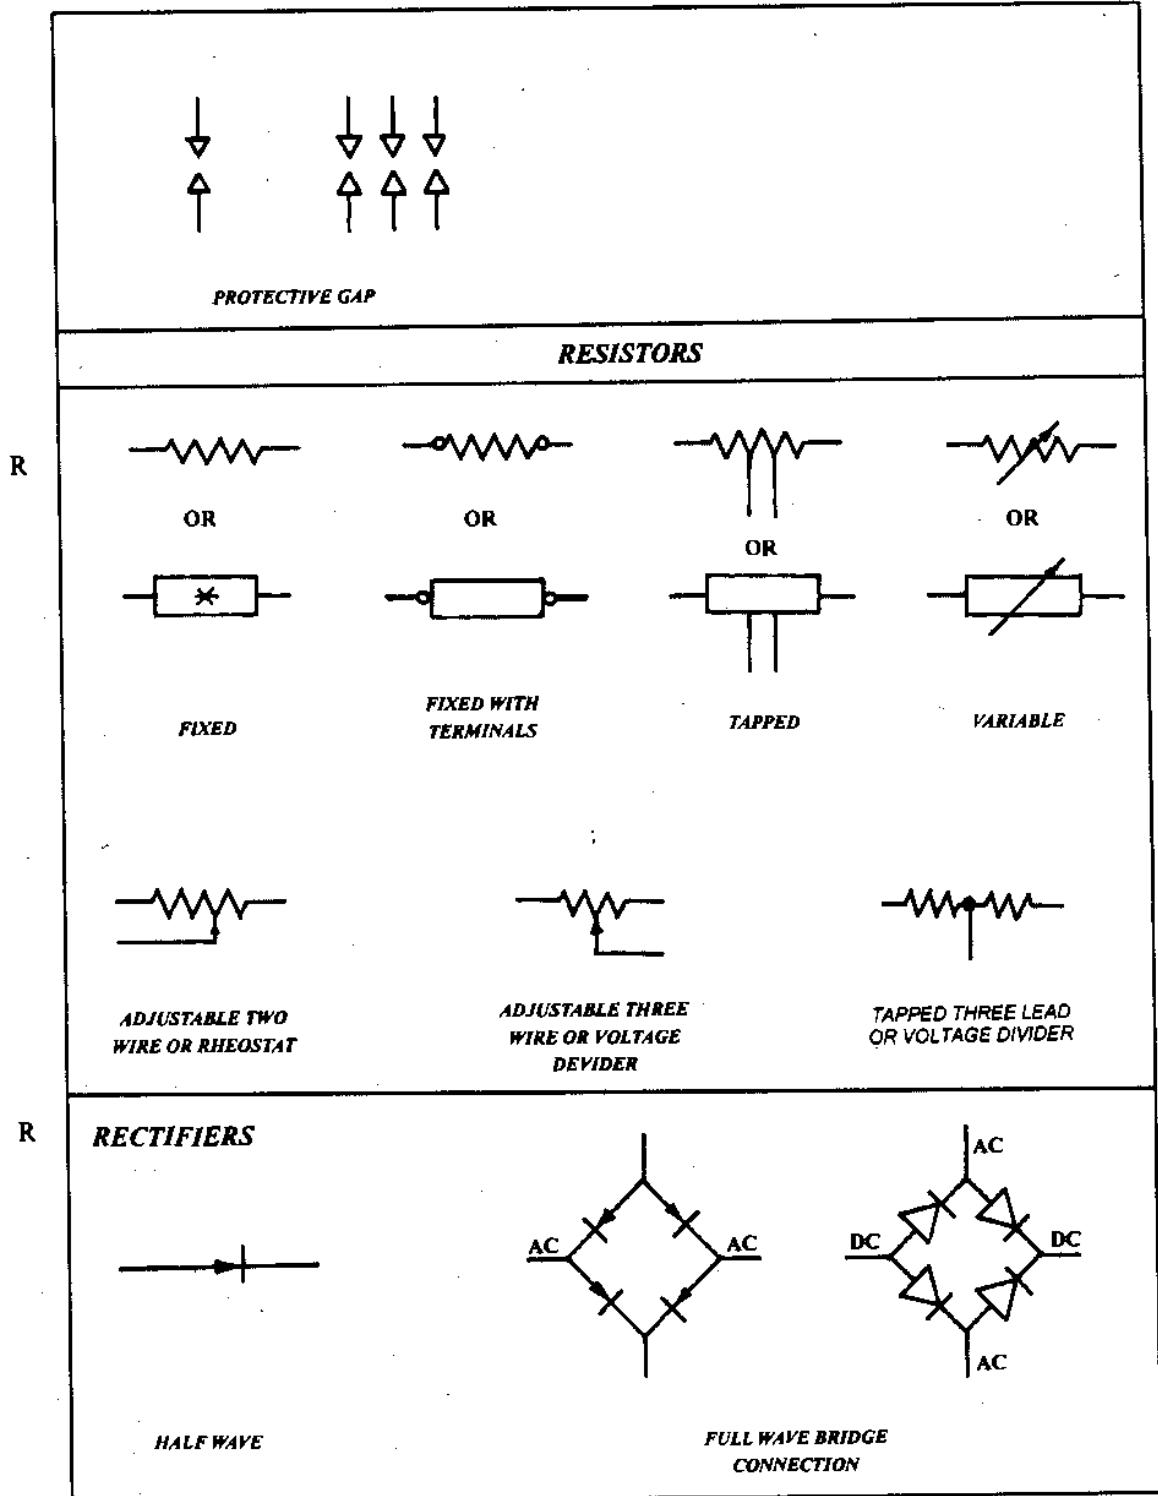 PROTECTIVE GAP
RESISTORS
R
OR
OR
OR
OR
FIXED
FIXED WITH
TERMINALS
TAPPED
VARIABLE
ADJUSTABLE TWO
WIRE OR RHEOSTAT
ADJUSTABLE THREE
WIRE OR VOLTAGE
DEVIDER
TAPPED THREE LEAD
OR VOLTAGE DIVIDER
R
RECTIFIERS
AC
AC
AC
DC
DC
AC
HALF WAVE
FULL WAVE BRIDGE
CONNECTION